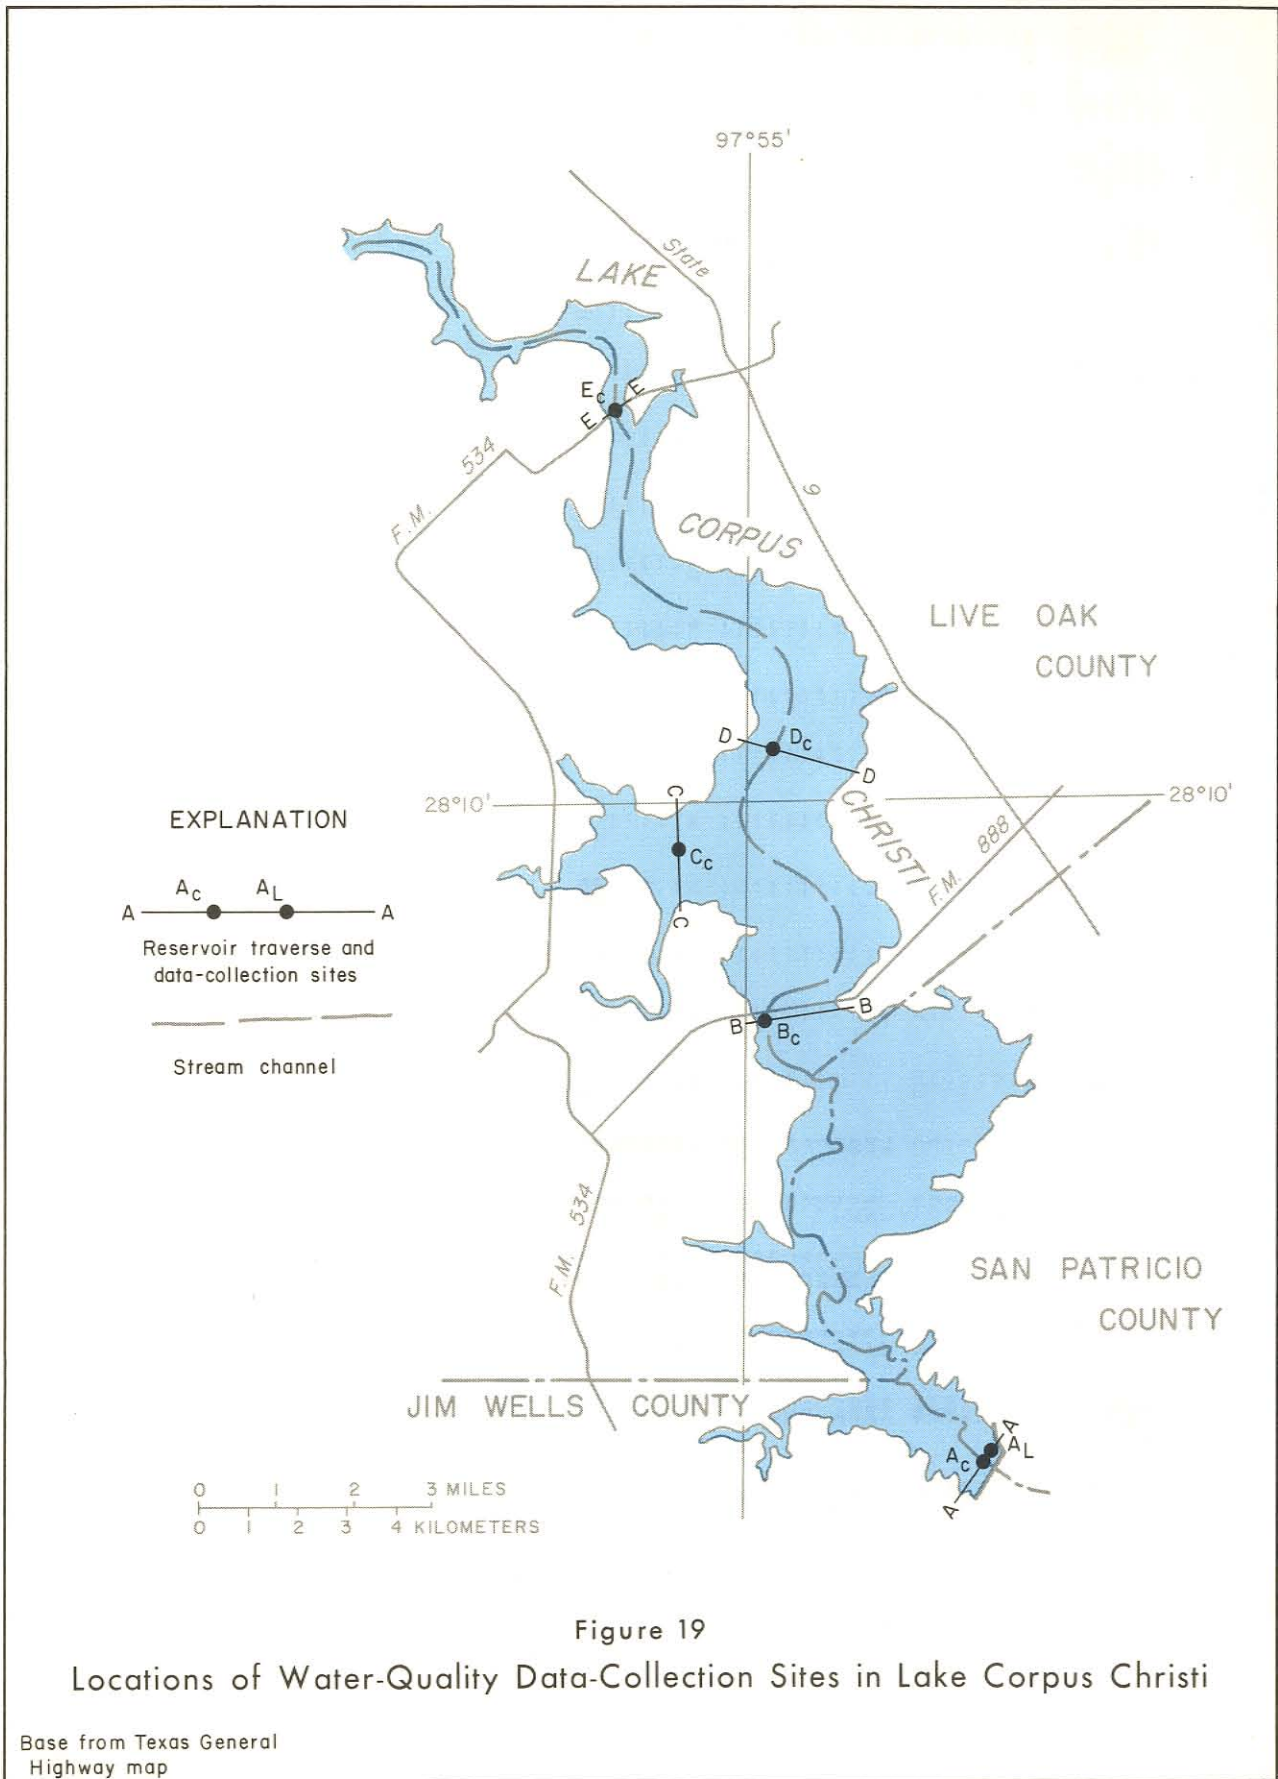 97°55'
State
LAKE
E
Ec
E
F.M. 534
9
CORPUS
LIVE OAK
COUNTY
D
Dc
D
C
28°10'
28°10'
CHRISTI
F.M. 888
EXPLANATION
Cc
C
Ac AL
A A
Reservoir traverse and
data-collection sites
B
B
Bc
Stream channel
F.M. 534
SAN PATRICIO
COUNTY
JIM WELLS COUNTY
A
AL
Ac
A
0 1 2 3 MILES
0 1 2 3 4 KILOMETERS
Figure 19
Locations of Water-Quality Data-Collection Sites in Lake Corpus Christi
Base from Texas General
Highway map